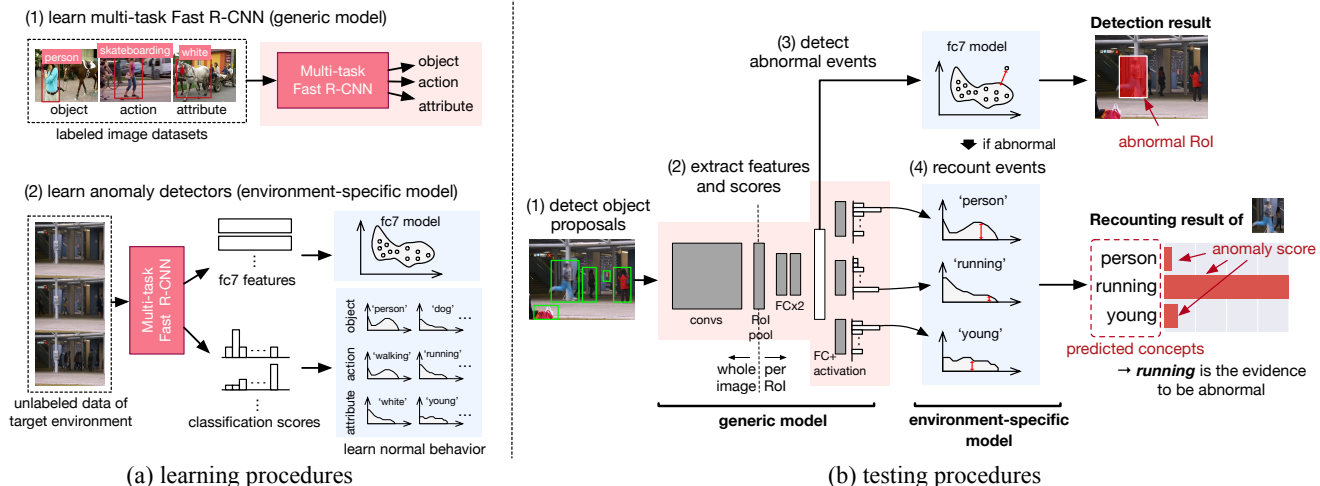 (1) learn multi-task Fast R-CNN (generic model)
person
skateboarding
white
object
action
attribute
labeled image datasets
Multi-task
Fast R-CNN
object
action
attribute
(2) learn anomaly detectors (environment-specific model)
unlabeled data of
target environment
Multi-task
Fast R-CNN
fc7 features
classification scores
fc7 model
object
'person'
'dog'
action
'walking'
'running'
attribute
'white'
'young'
learn normal behavior
(a) learning procedures
(1) detect object
proposals
(2) extract features
and scores
convs
RoI
pool
FCx2
FC+
activation
whole
image
per
RoI
generic model
(3) detect
abnormal events
fc7 model
if abnormal
(4) recount events
'person'
'running'
'young'
environment-specific
model
Detection result
abnormal RoI
Recounting result of
person
running
young
anomaly score
predicted concepts
→ running is the evidence
to be abnormal
(b) testing procedures